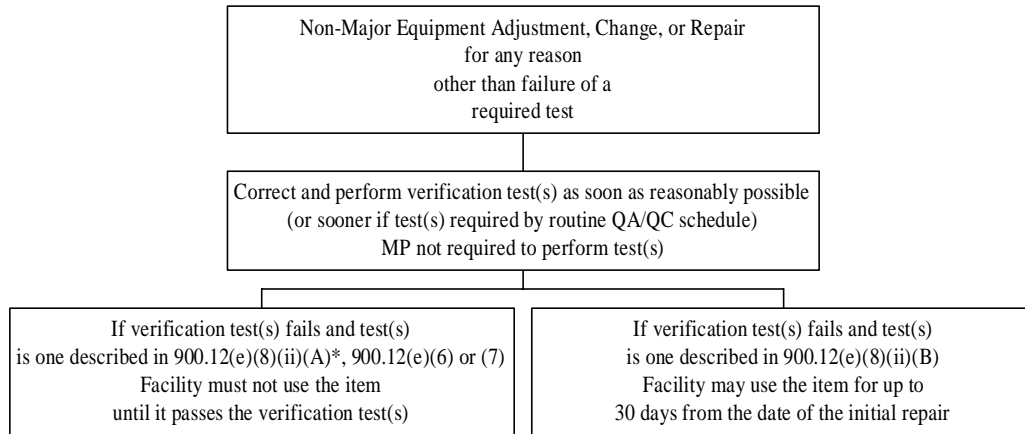 Non-Major Equipment Adjustment, Change, or Repair
for any reason
other than failure of a
required test
Correct and perform verification test(s) as soon as reasonably possible
(or sooner if test(s) required by routine QA/QC schedule)
MP not required to perform test(s)
If verification test(s) fails and test(s)
is one described in 900.12(e)(8)(ii)(A)*, 900.12(e)(6) or (7)
Facility must not use the item
until it passes the verification test(s)
If verification test(s) fails and test(s)
is one described in 900.12(e)(8)(ii)(B)
Facility may use the item for up to
30 days from the date of the initial repair